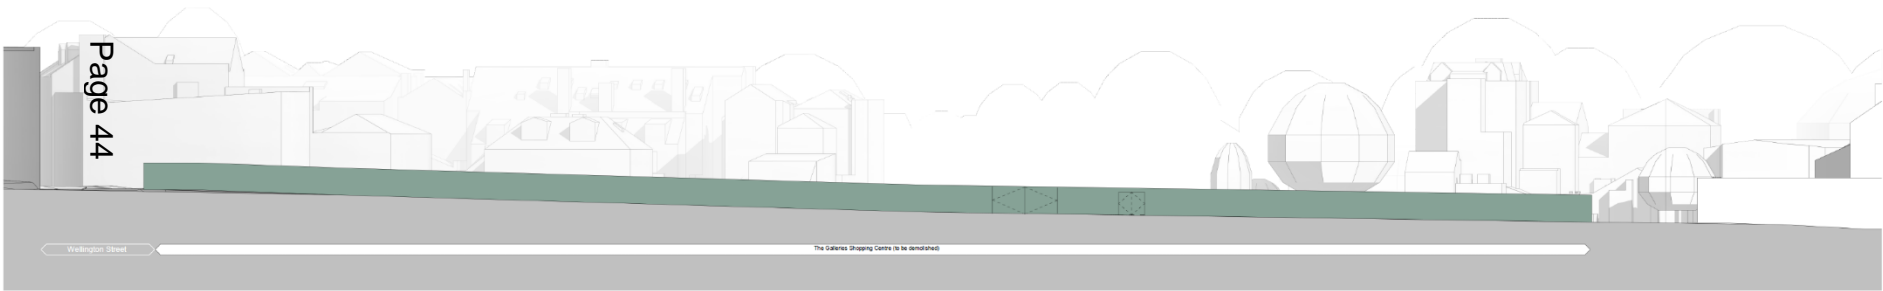 Page 44
Wellington Street
The Galleries Shopping Centre (to be demolished)